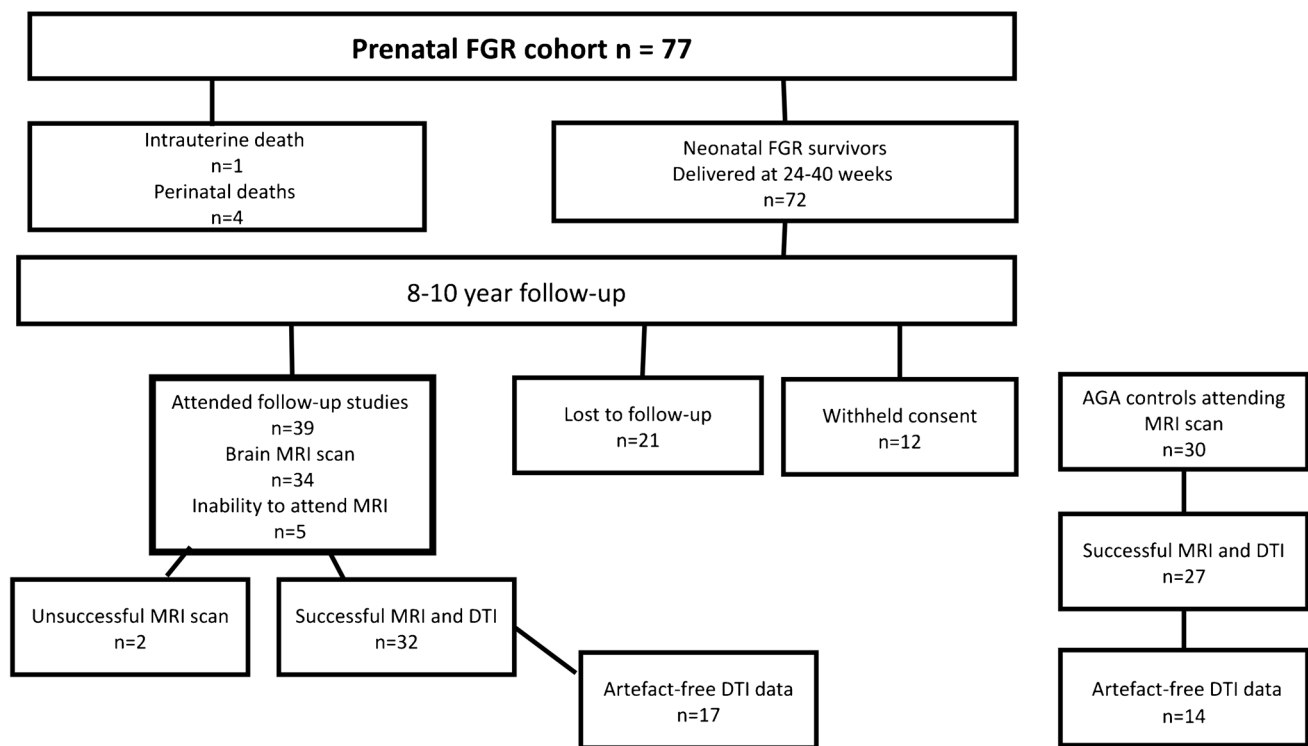 Prenatal FGR cohort n = 77
Intrauterine death
n=1
Perinatal deaths
n=4
Neonatal FGR survivors
Delivered at 24-40 weeks
n=72
8-10 year follow-up
Attended follow-up studies
n=39
Brain MRI scan
n=34
Inability to attend MRI
n=5
Lost to follow-up
n=21
Withheld consent
n=12
AGA controls attending
MRI scan
n=30
Unsuccessful MRI scan
n=2
Successful MRI and DTI
n=32
Successful MRI and DTI
n=27
Artefact-free DTI data
n=17
Artefact-free DTI data
n=14